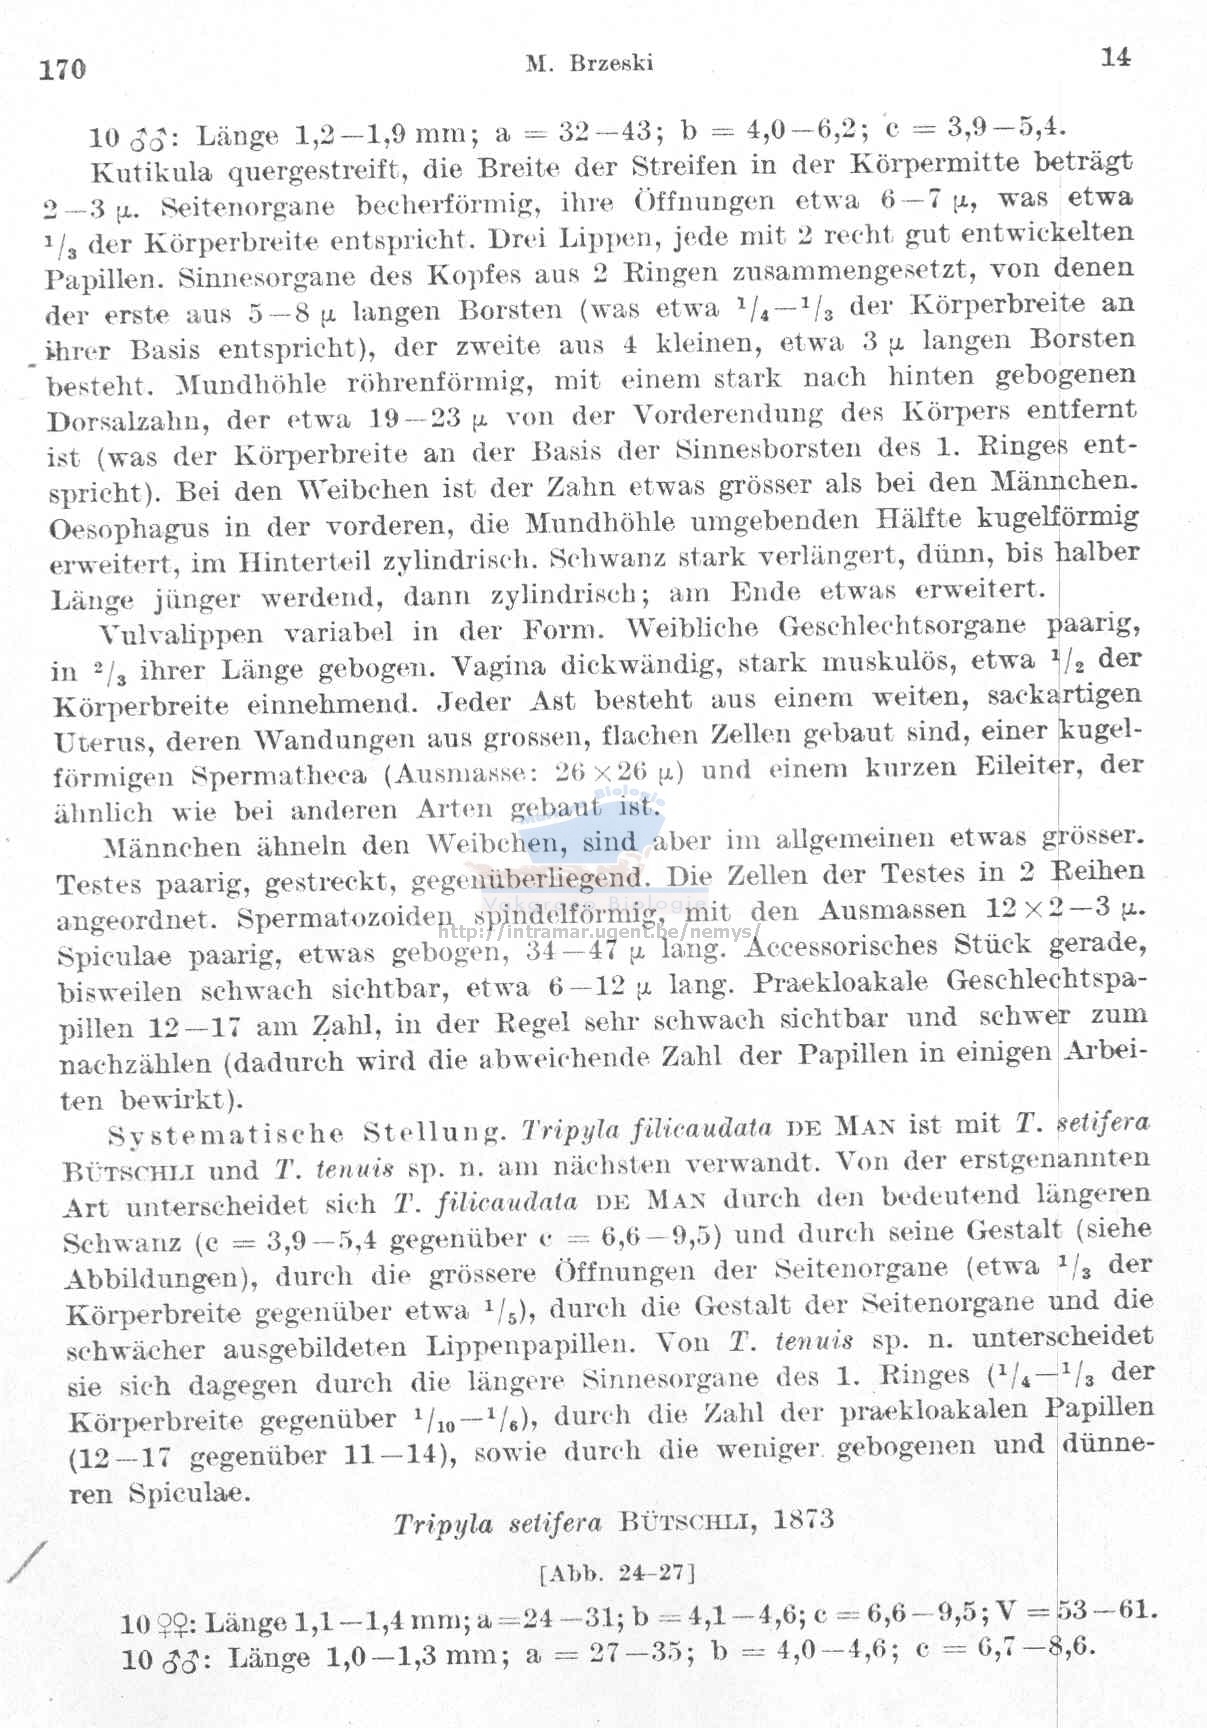 170 M. Brzeski 14
10 ♂♂: Länge 1,2—1,9 mm; a = 32—43; b = 4,0—6,2; c = 3,9—5,4.
Kutikula quergestreift, die Breite der Streifen in der Körpermitte beträgt
2—3 μ. Seitenorgane becherförmig, ihre Öffnungen etwa 6—7 μ, was etwa
1/3 der Körperbreite entspricht. Drei Lippen, jede mit 2 recht gut entwickelten
Papillen. Sinnesorgane des Kopfes aus 2 Ringen zusammengesetzt, von denen
der erste aus 5—8 μ langen Borsten (was etwa 1/4—1/3 der Körperbreite an
ihrer Basis entspricht), der zweite aus 4 kleinen, etwa 3 μ langen Borsten
besteht. Mundhöhle röhrenförmig, mit einem stark nach hinten gebogenen
Dorsalzahn, der etwa 19—23 μ von der Vorderendung des Körpers entfernt
ist (was der Körperbreite an der Basis der Sinnesborsten des 1. Ringes ent-
spricht). Bei den Weibchen ist der Zahn etwas grösser als bei den Männchen.
Oesophagus in der vorderen, die Mundhöhle umgebenden Hälfte kugelförmig
erweitert, im Hinterteil zylindrisch. Schwanz stark verlängert, dünn, bis halber
Länge jünger werdend, dann zylindrisch; am Ende etwas erweitert.
Vulvalippen variabel in der Form. Weibliche Geschlechtsorgane paarig,
in 2/3 ihrer Länge gebogen. Vagina dickwändig, stark muskulös, etwa 1/2 der
Körperbreite einnehmend. Jeder Ast besteht aus einem weiten, sackartigen
Uterus, deren Wandungen aus grossen, flachen Zellen gebaut sind, einer kugel-
förmigen Spermatheca (Ausmasse: 26×26 μ) und einem kurzen Eileiter, der
ähnlich wie bei anderen Arten gebaut ist.
Männchen ähneln den Weibchen, sind aber im allgemeinen etwas grösser.
Testes paarig, gestreckt, gegenüberliegend. Die Zellen der Testes in 2 Reihen
angeordnet. Spermatozoiden spindelförmig, mit den Ausmassen 12×2—3 μ.
http://intramar.ugent.be/nemys/
Spiculae paarig, etwas gebogen, 34—47 μ lang. Accessorisches Stück gerade,
bisweilen schwach sichtbar, etwa 6—12 μ lang. Praekloakale Geschlechtspa-
pillen 12—17 am Zahl, in der Regel sehr schwach sichtbar und schwer zum
nachzählen (dadurch wird die abweichende Zahl der Papillen in einigen Arbei-
ten bewirkt).
Systematische Stellung. Tripyla filicaudata DE MAN ist mit T. setifera
BÜTSCHLI und T. tenuis sp. n. am nächsten verwandt. Von der erstgenannten
Art unterscheidet sich T. filicaudata DE MAN durch den bedeutend längeren
Schwanz (c = 3,9—5,4 gegenüber c = 6,6—9,5) und durch seine Gestalt (siehe
Abbildungen), durch die grössere Öffnungen der Seitenorgane (etwa 1/3 der
Körperbreite gegenüber etwa 1/5), durch die Gestalt der Seitenorgane und die
schwächer ausgebildeten Lippenpapillen. Von T. tenuis sp. n. unterscheidet
sie sich dagegen durch die längere Sinnesorgane des 1. Ringes (1/4—1/3 der
Körperbreite gegenüber 1/10—1/6), durch die Zahl der praekloakalen Papillen
(12—17 gegenüber 11—14), sowie durch die weniger gebogenen und dünne-
ren Spiculae.
Tripyla setifera BÜTSCHLI, 1873
[Abb. 24–27]
10 ♀♀: Länge 1,1—1,4 mm; a = 24—31; b = 4,1—4,6; c = 6,6—9,5; V = 53—61.
10 ♂♂: Länge 1,0—1,3 mm; a = 27—35; b = 4,0—4,6; c = 6,7—8,6.